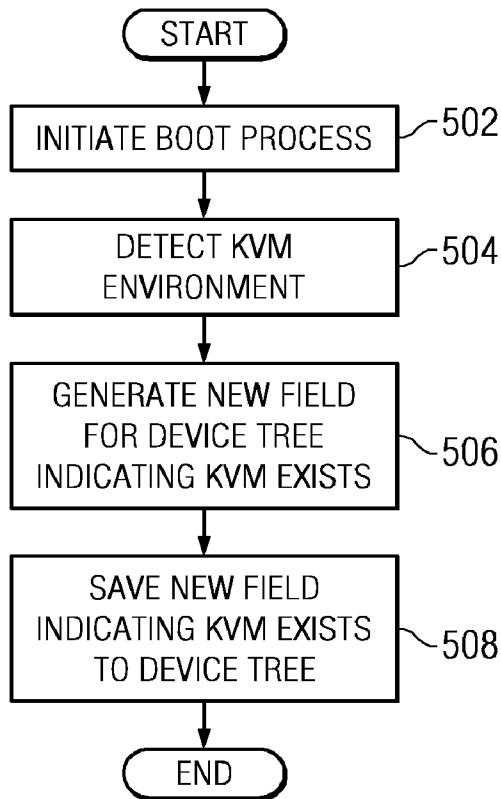 START
INITIATE BOOT PROCESS
502
DETECT KVM
ENVIRONMENT
504
GENERATE NEW FIELD
FOR DEVICE TREE
INDICATING KVM EXISTS
506
SAVE NEW FIELD
INDICATING KVM EXISTS
TO DEVICE TREE
508
END